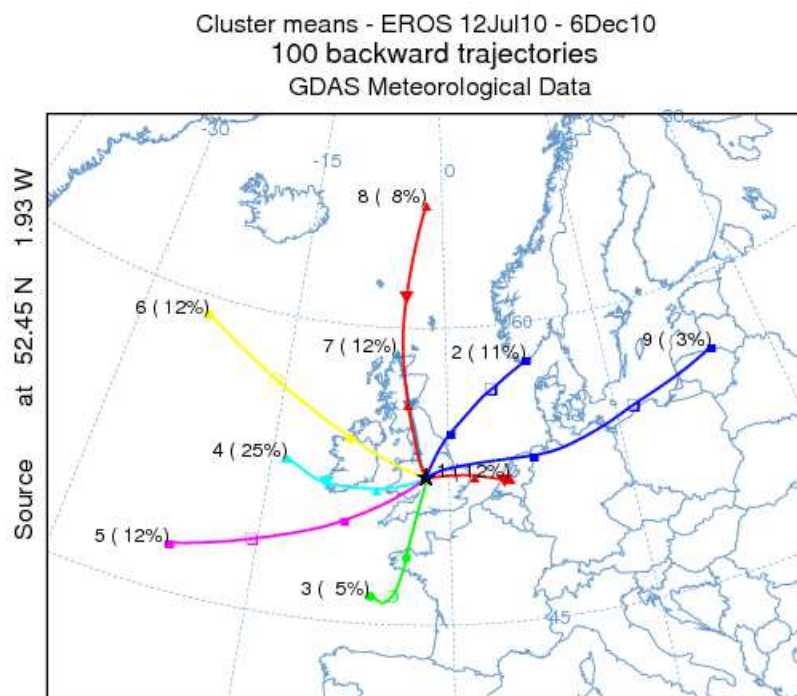 Cluster means - EROS 12Jul10 - 6Dec10
100 backward trajectories
GDAS Meteorological Data
Source at 52.45 N 1.93 W
-30
-15
0
30
8 ( 8%)
6 ( 12%)
60
7 ( 12%)
2 ( 11%)
9 ( 3%)
4 ( 25%)
1 ( 12%)
5 ( 12%)
3 ( 5%)
45